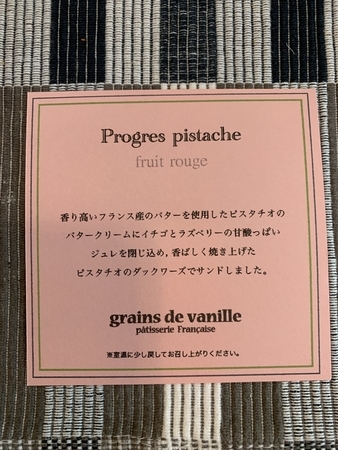 Progres pistache
fruit rouge
香り高いフランス産のバターを使用したピスタチオの
バタークリームにイチゴとラズベリーの甘酸っぱい
ジュレを閉じ込め，香ばしく焼き上げた
ピスタチオのダックワーズでサンドしました。
grains de vanille
pâtisserie Française
※室温に少し戻してお召し上がりください。